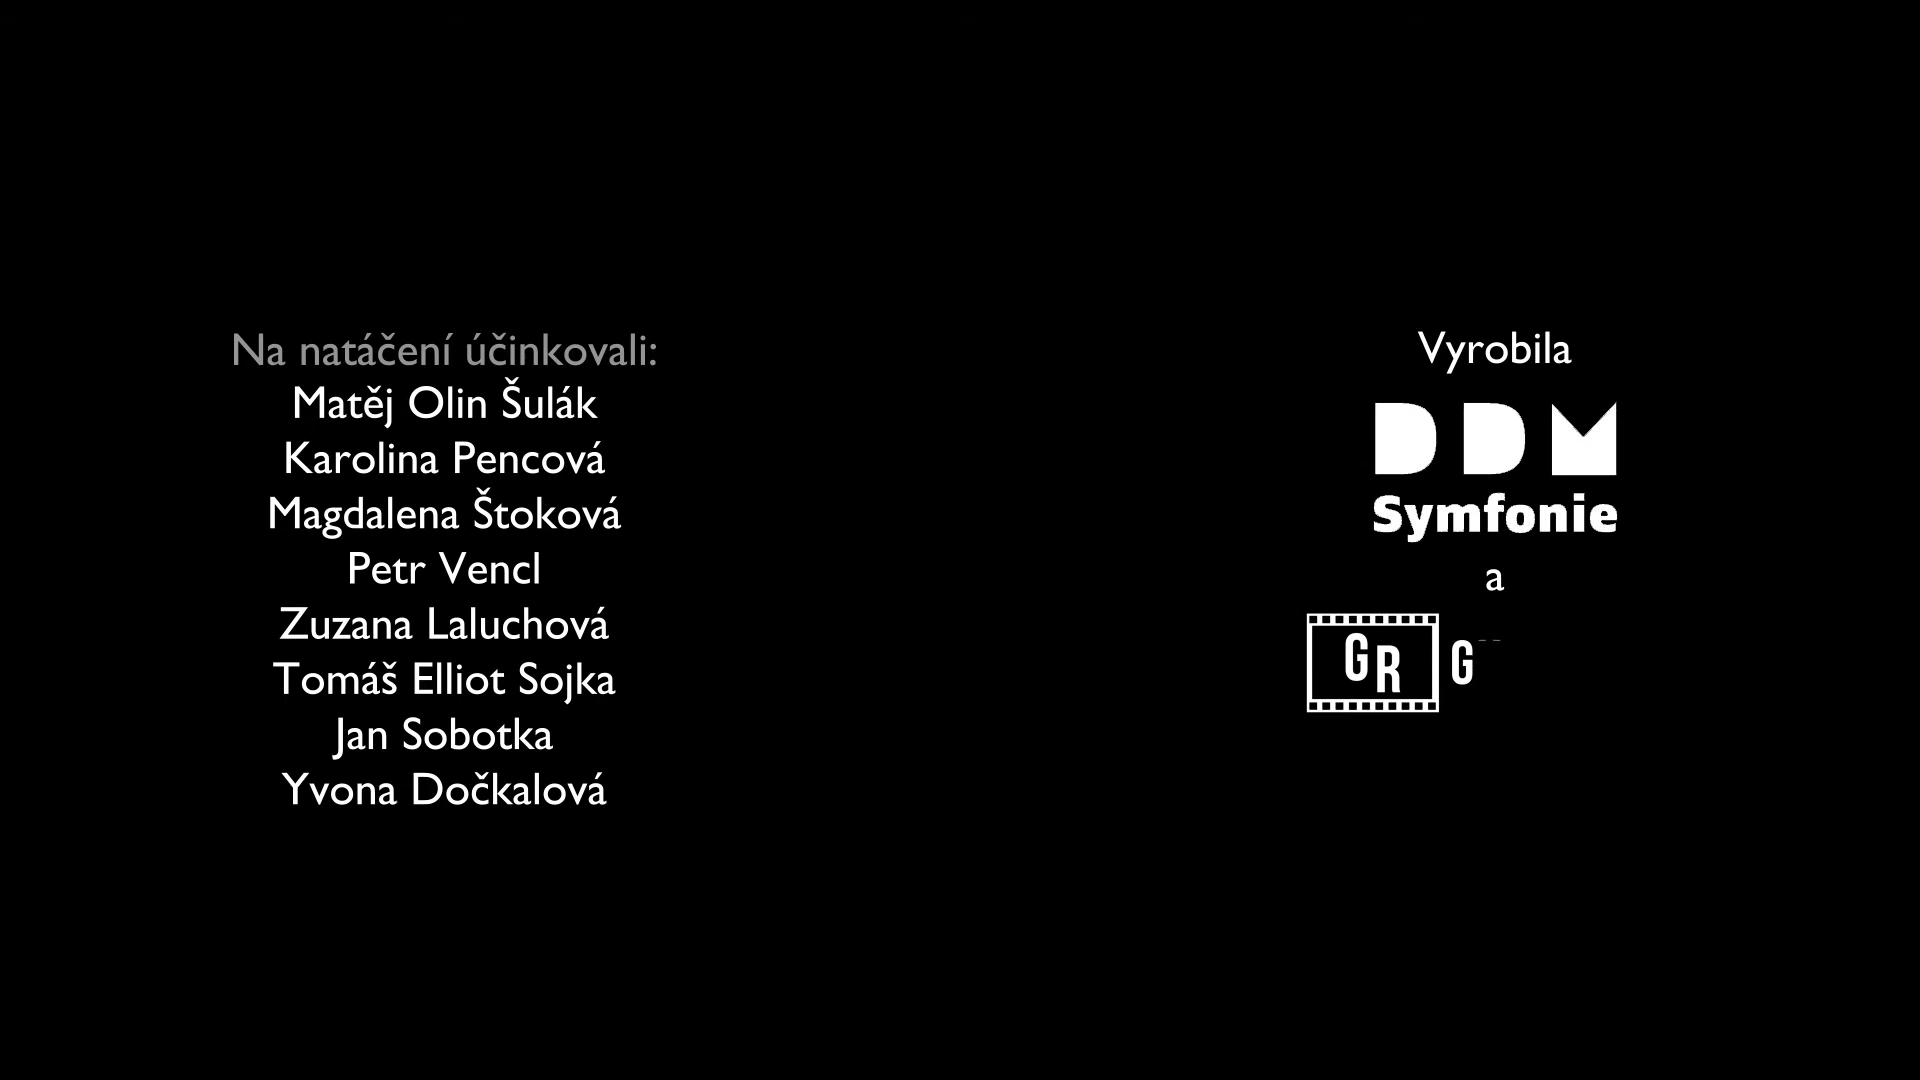 Na natáčení účinkovali:
Matěj Olin Šulák
Karolina Pencová
Magdalena Štoková
Petr Vencl
Zuzana Laluchová
Tomáš Elliot Sojka
Jan Sobotka
Yvona Dočkalová
Vyrobila
DDM
Symfonie
a
GR G